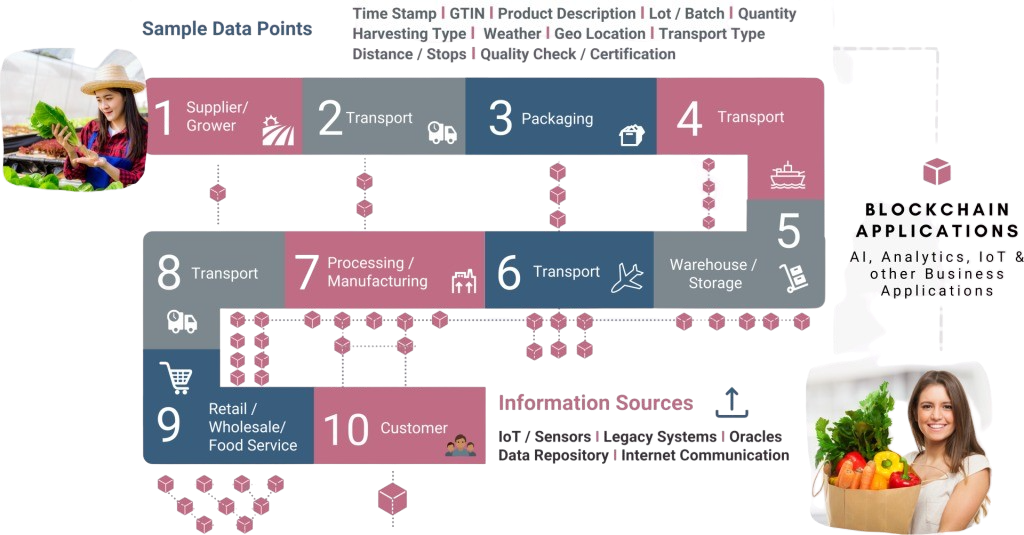 Sample Data Points
Time Stamp I GTIN I Product Description I Lot / Batch I Quantity
Harvesting Type I Weather I Geo Location I Transport Type
Distance / Stops I Quality Check / Certification
1 Supplier/
Grower
2 Transport
3 Packaging
4 Transport
5
Warehouse /
Storage
6 Transport
7 Processing /
Manufacturing
8 Transport
9 Retail /
Wholesale/
Food Service
10 Customer
Information Sources
IoT / Sensors I Legacy Systems I Oracles
Data Repository I Internet Communication
BLOCKCHAIN
APPLICATIONS
AI, Analytics, IoT &
other Business
Applications